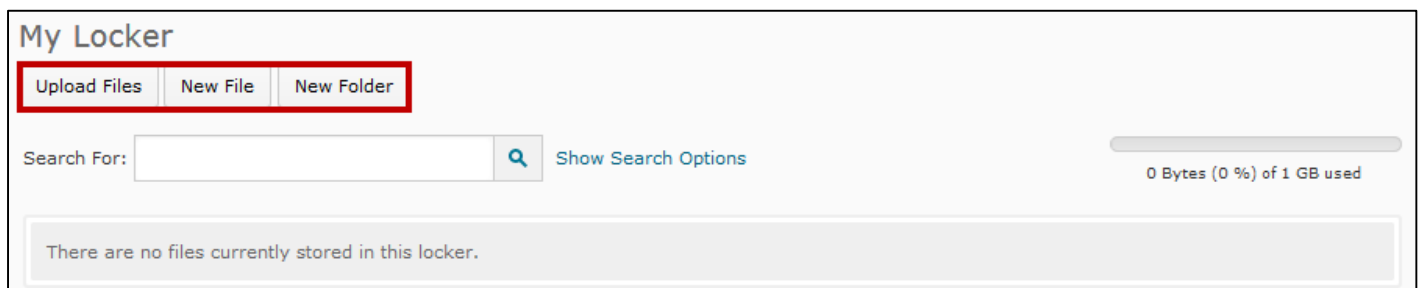 My Locker
Upload Files New File New Folder
Search For: Show Search Options
0 Bytes (0 %) of 1 GB used
There are no files currently stored in this locker.